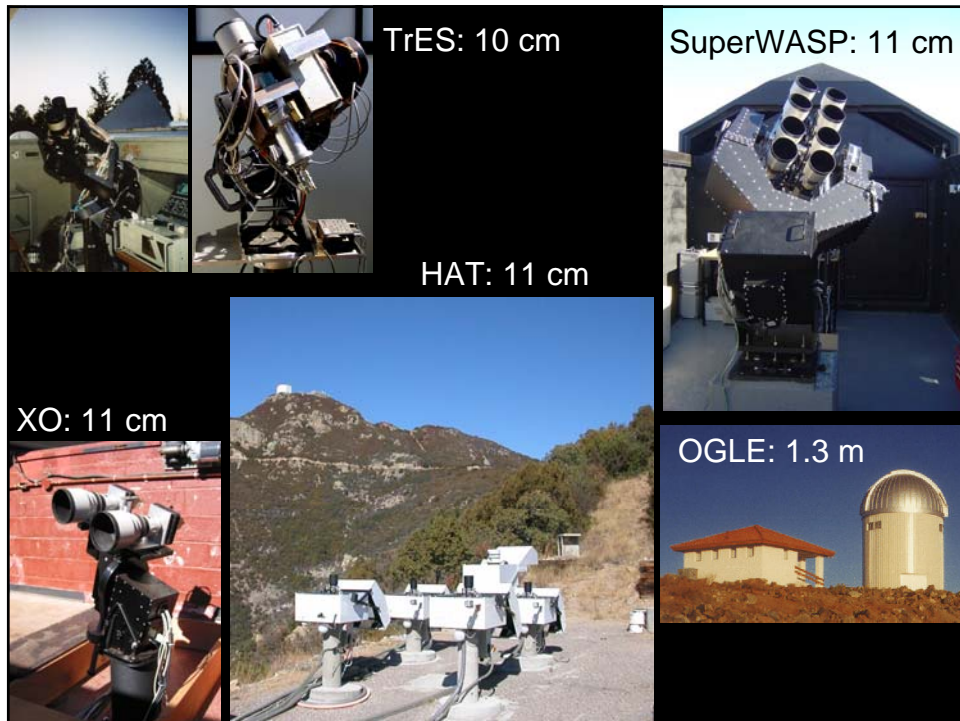 TrES: 10 cm
SuperWASP: 11 cm
HAT: 11 cm
XO: 11 cm
OGLE: 1.3 m